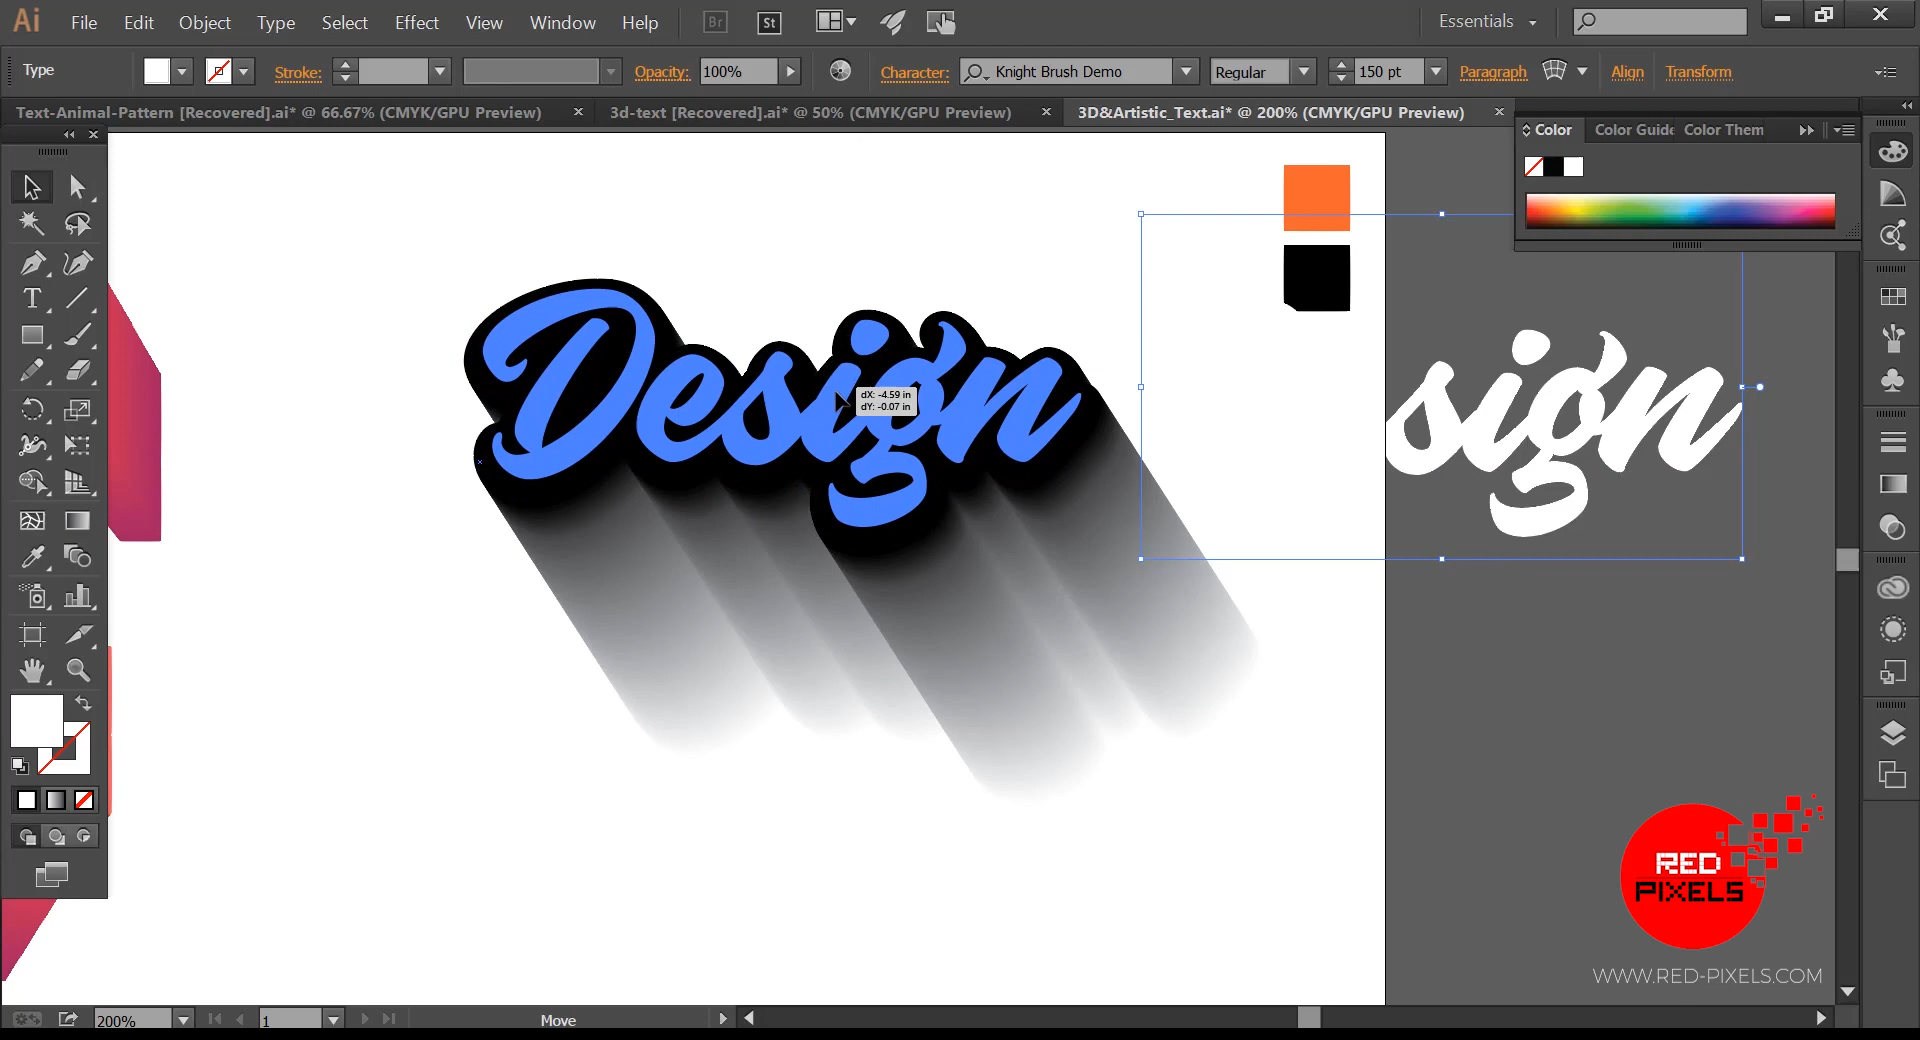 Ai File Edit Object Type Select Effect View Window Help Br St Essentials
Type Stroke: Opacity: 100% Character: Knight Brush Demo Regular 150 pt Paragraph Align Transform
Text-Animal-Pattern [Recovered].ai* @ 66.67% (CMYK/GPU Preview) 3d-text [Recovered].ai* @ 50% (CMYK/GPU Preview) 3D&Artistic_Text.ai* @ 200% (CMYK/GPU Preview)
Color Color Guide Color Them
Design
dX: -4.59 in
dY: -0.07 in
sign
RED
PIXELS
WWW.RED-PIXELS.COM
200% 1 Move